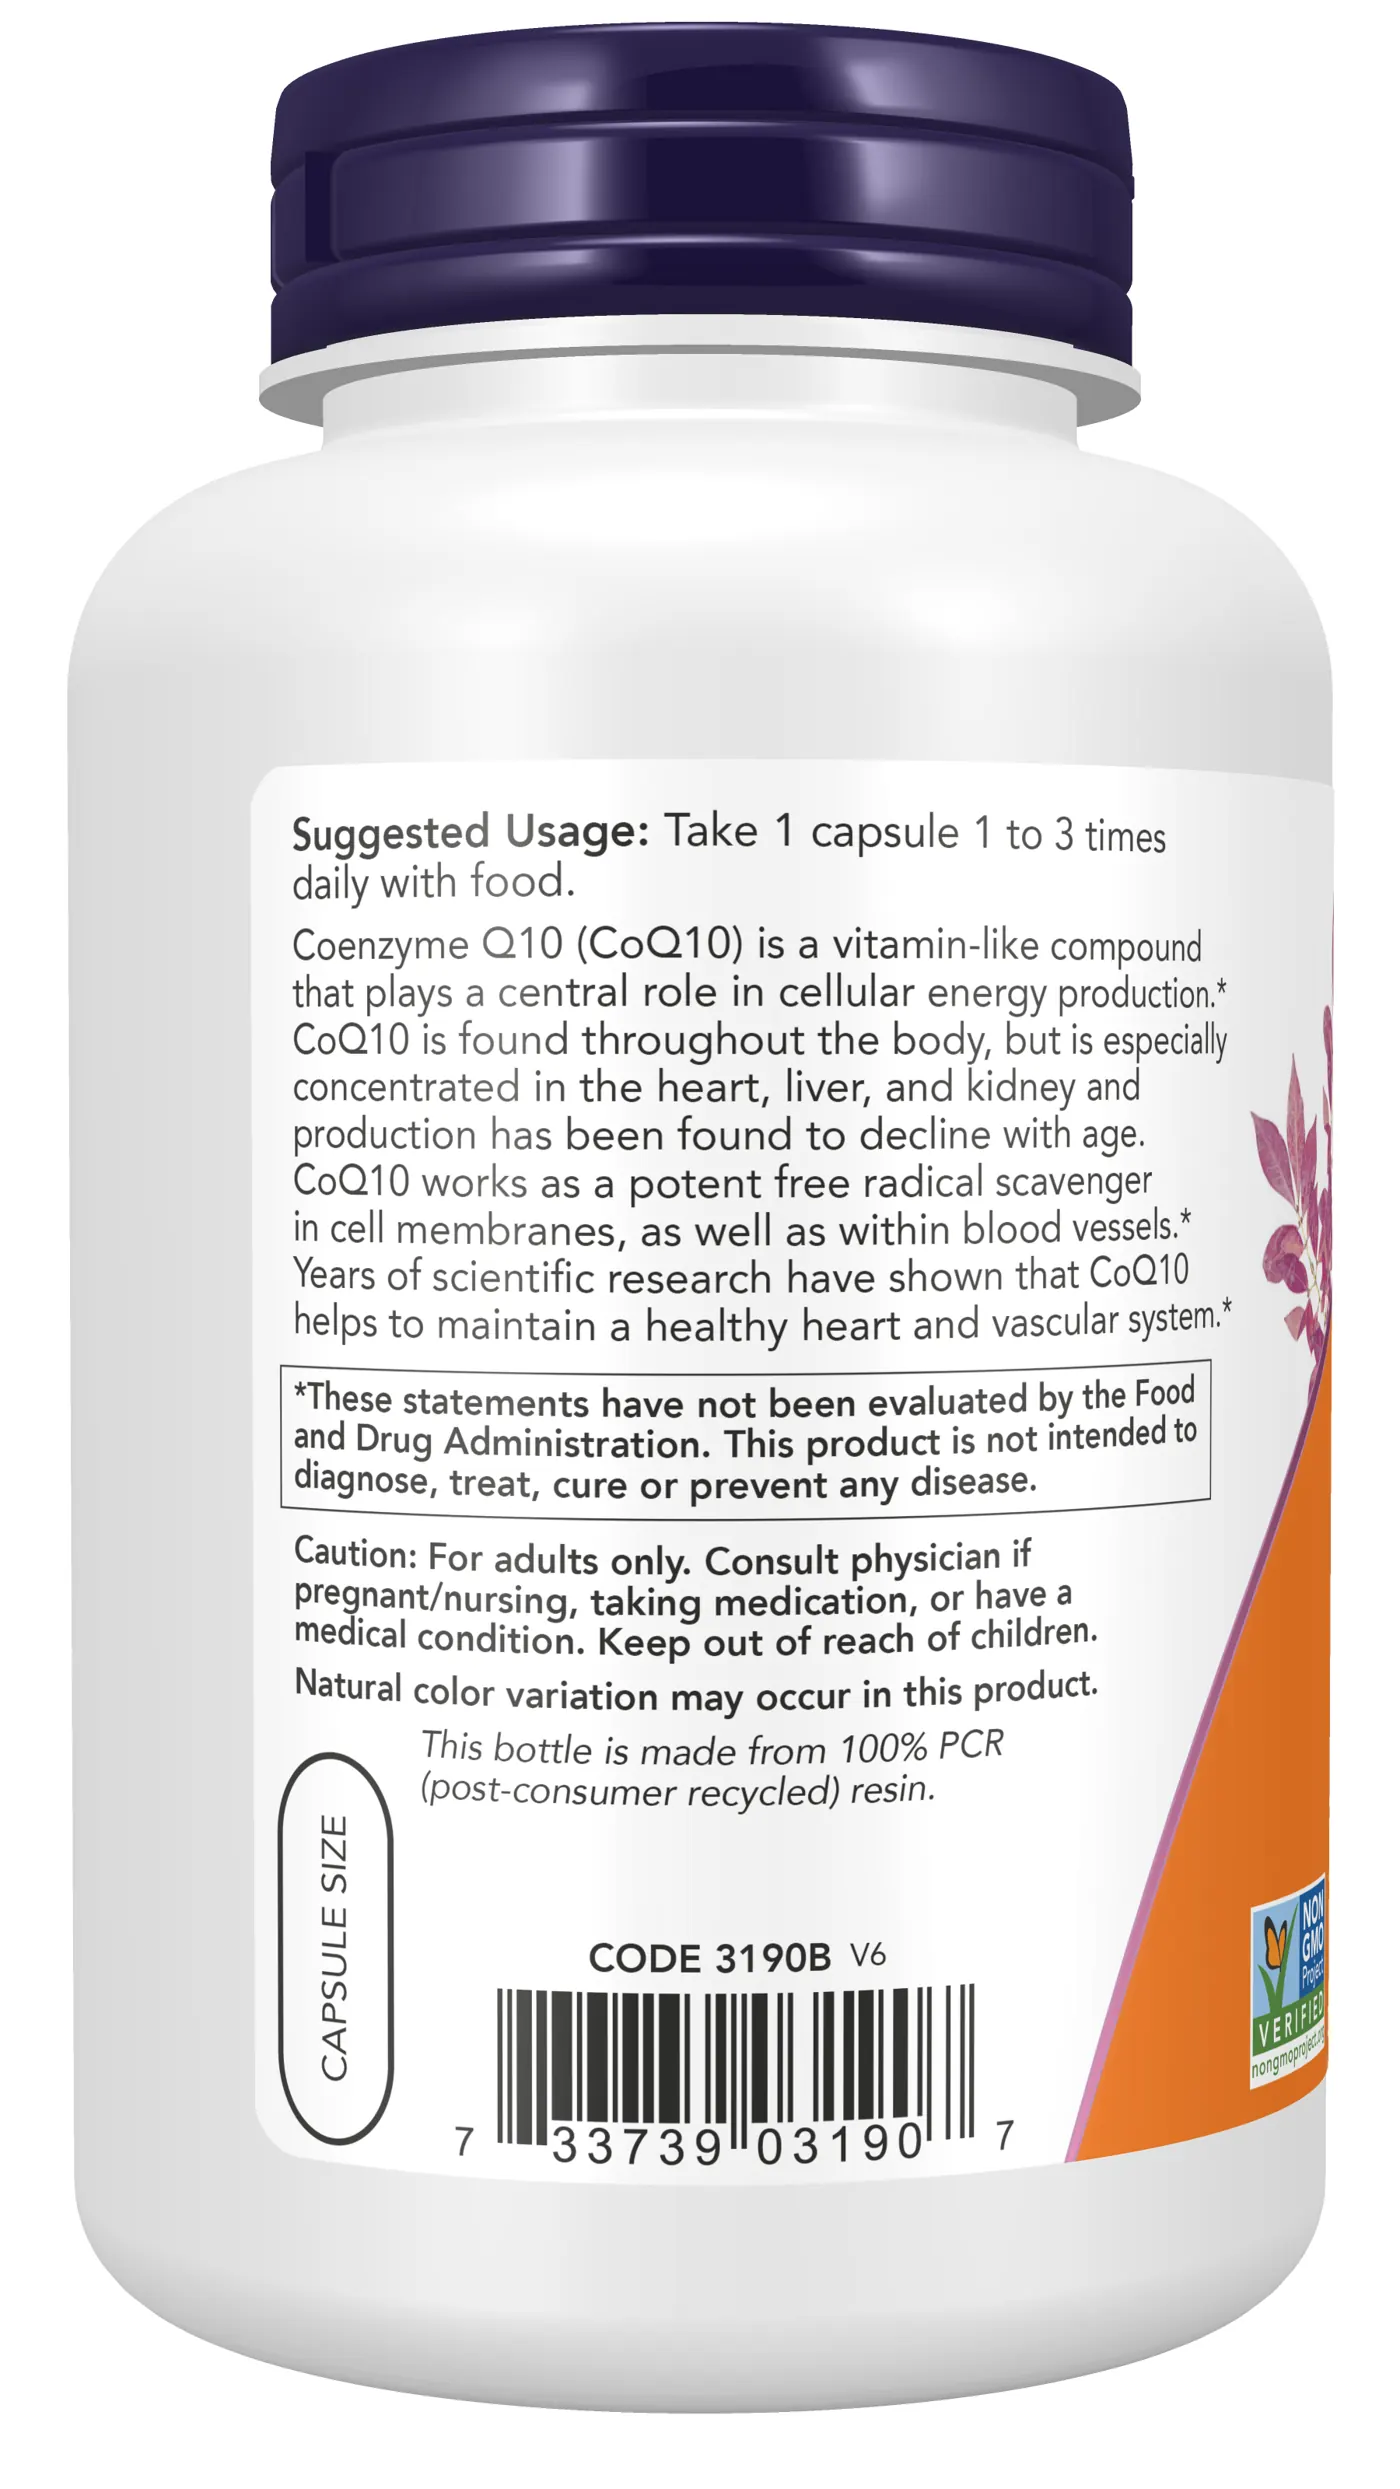 Suggested Usage: Take 1 capsule 1 to 3 times
daily with food.
Coenzyme Q10 (CoQ10) is a vitamin-like compound
that plays a central role in cellular energy production.*
CoQ10 is found throughout the body, but is especially
concentrated in the heart, liver, and kidney and
production has been found to decline with age.
CoQ10 works as a potent free radical scavenger
in cell membranes, as well as within blood vessels.*
Years of scientific research have shown that CoQ10
helps to maintain a healthy heart and vascular system.*
*These statements have not been evaluated by the Food
and Drug Administration. This product is not intended to
diagnose, treat, cure or prevent any disease.
Caution: For adults only. Consult physician if
pregnant/nursing, taking medication, or have a
medical condition. Keep out of reach of children.
Natural color variation may occur in this product.
This bottle is made from 100% PCR
(post-consumer recycled) resin.
CAPSULE SIZE
CODE 3190B V6
7 33739 03190 7
NON
GMO
Project
VERIFIED
nongmoproject.org